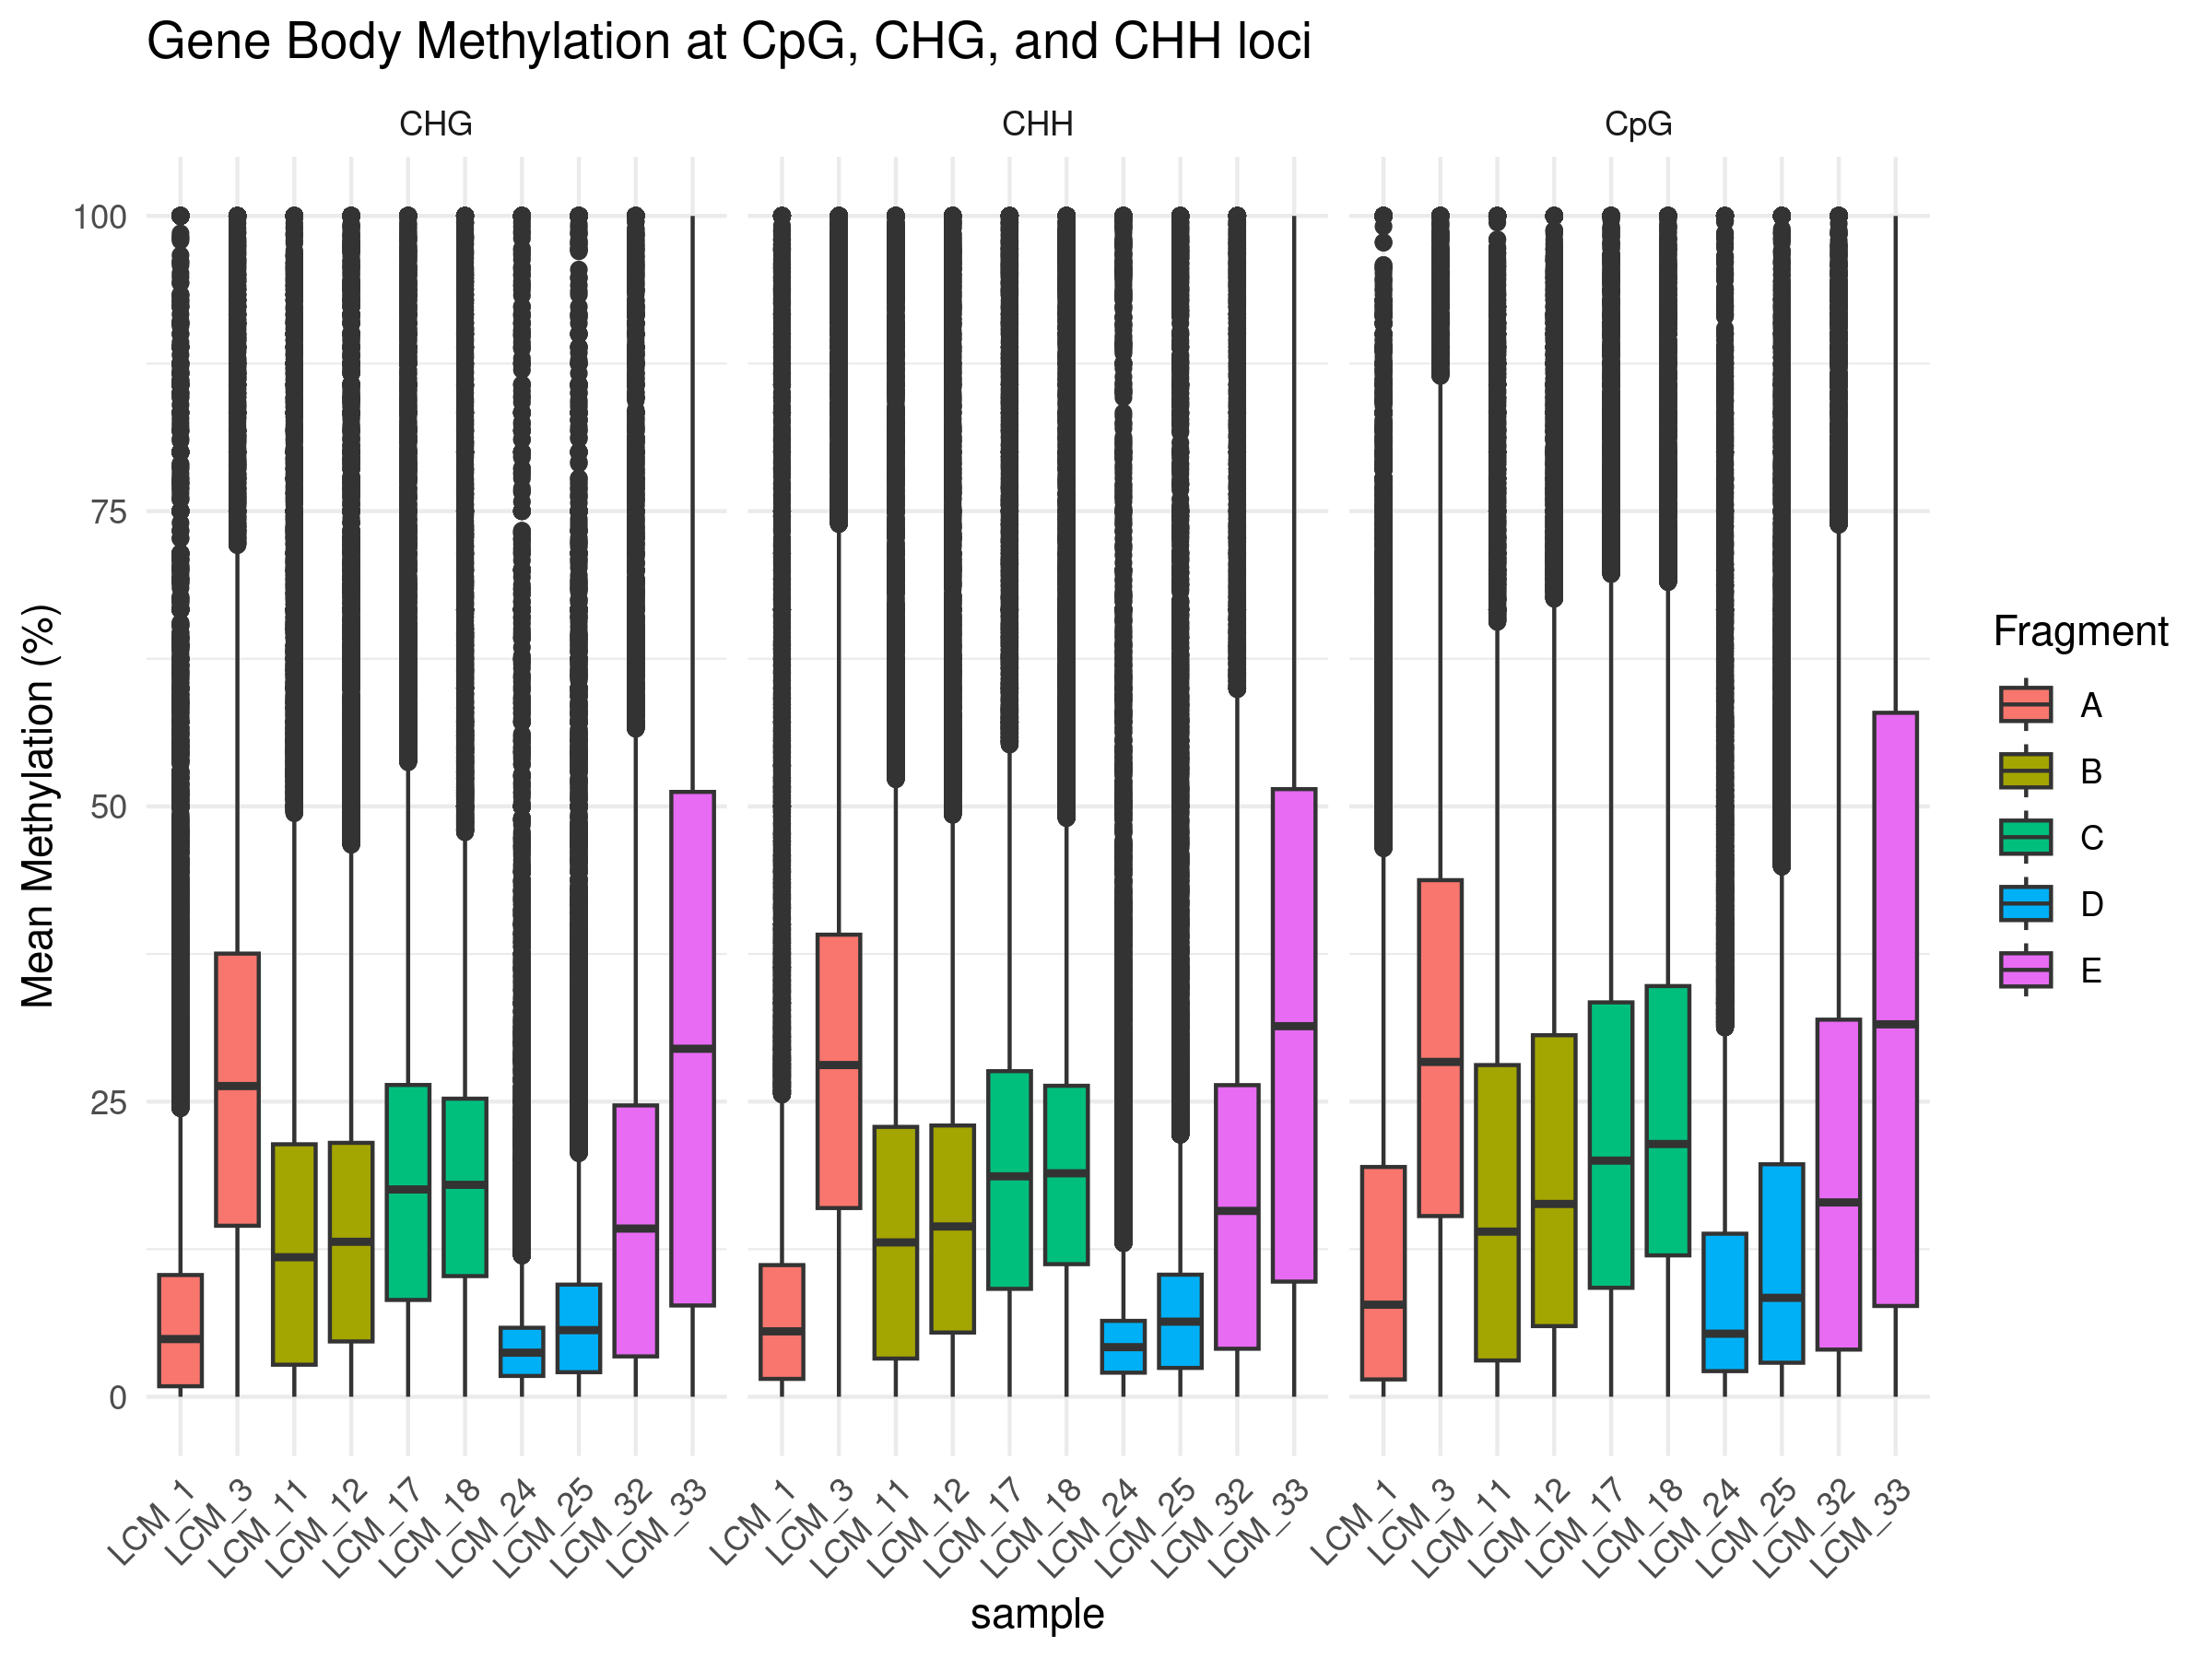 Gene Body Methylation at CpG, CHG, and CHH loci
CHG
CHH
CpG
Mean Methylation (%)
100
75
50
25
0
LCM_1
LCM_3
LCM_11
LCM_12
LCM_17
LCM_18
LCM_24
LCM_25
LCM_32
LCM_33
LCM_1
LCM_3
LCM_11
LCM_12
LCM_17
LCM_18
LCM_24
LCM_25
LCM_32
LCM_33
LCM_1
LCM_3
LCM_11
LCM_12
LCM_17
LCM_18
LCM_24
LCM_25
LCM_32
LCM_33
sample
Fragment
A
B
C
D
E